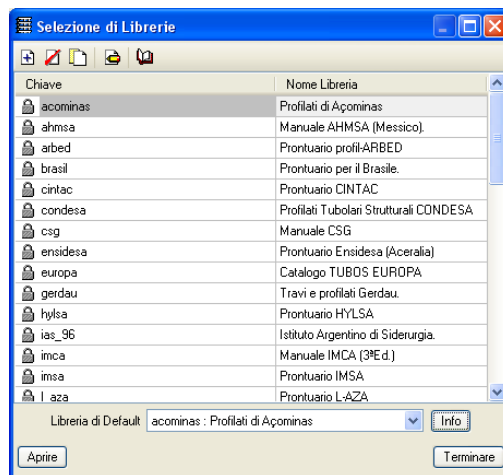 Selezione di Librerie
Chiave Nome Libreria
acominas Profilati di Açominas
ahmsa Manuale AHMSA (Messico).
arbed Prontuario profil-ARBED
brasil Prontuario per il Brasile.
cintac Prontuario CINTAC
condesa Profilati Tubolari Strutturali CONDESA
csg Manuale CSG
ensidesa Prontuario Ensidesa (Aceralia)
europa Catalogo TUBOS EUROPA
gerdau Travi e profilati Gerdau.
hylsa Prontuario HYLSA
ias_96 Istituto Argentino di Siderurgia.
imca Manuale IMCA (3ªEd.)
imsa Prontuario IMSA
l_aza Prontuario L-AZA
Libreria di Default acominas : Profilati di Açominas Info
Aprire Terminare